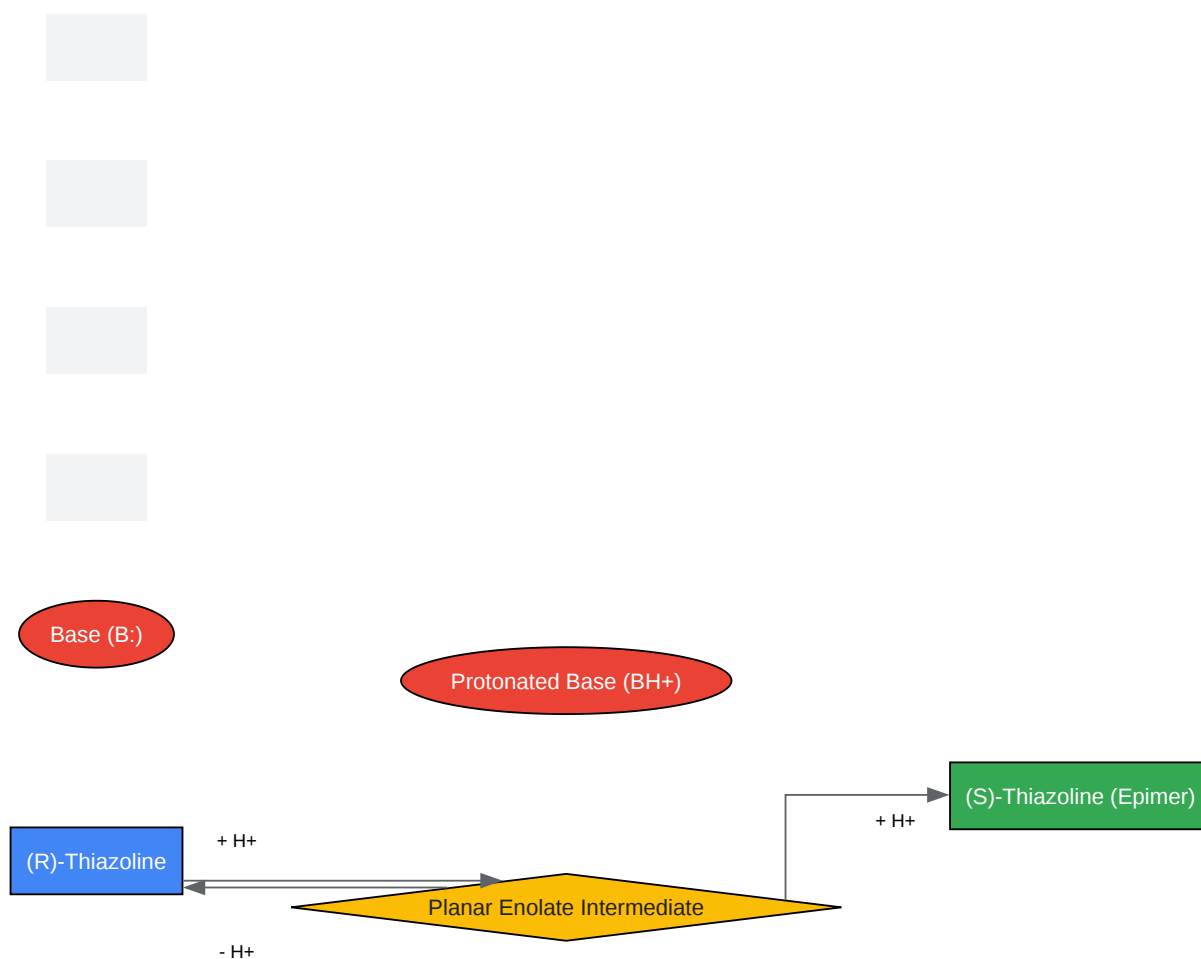 Base (B:)
Protonated Base (BH+)
(S)-Thiazoline (Epimer)
+ H+
+ H+
(R)-Thiazoline
Planar Enolate Intermediate
- H+